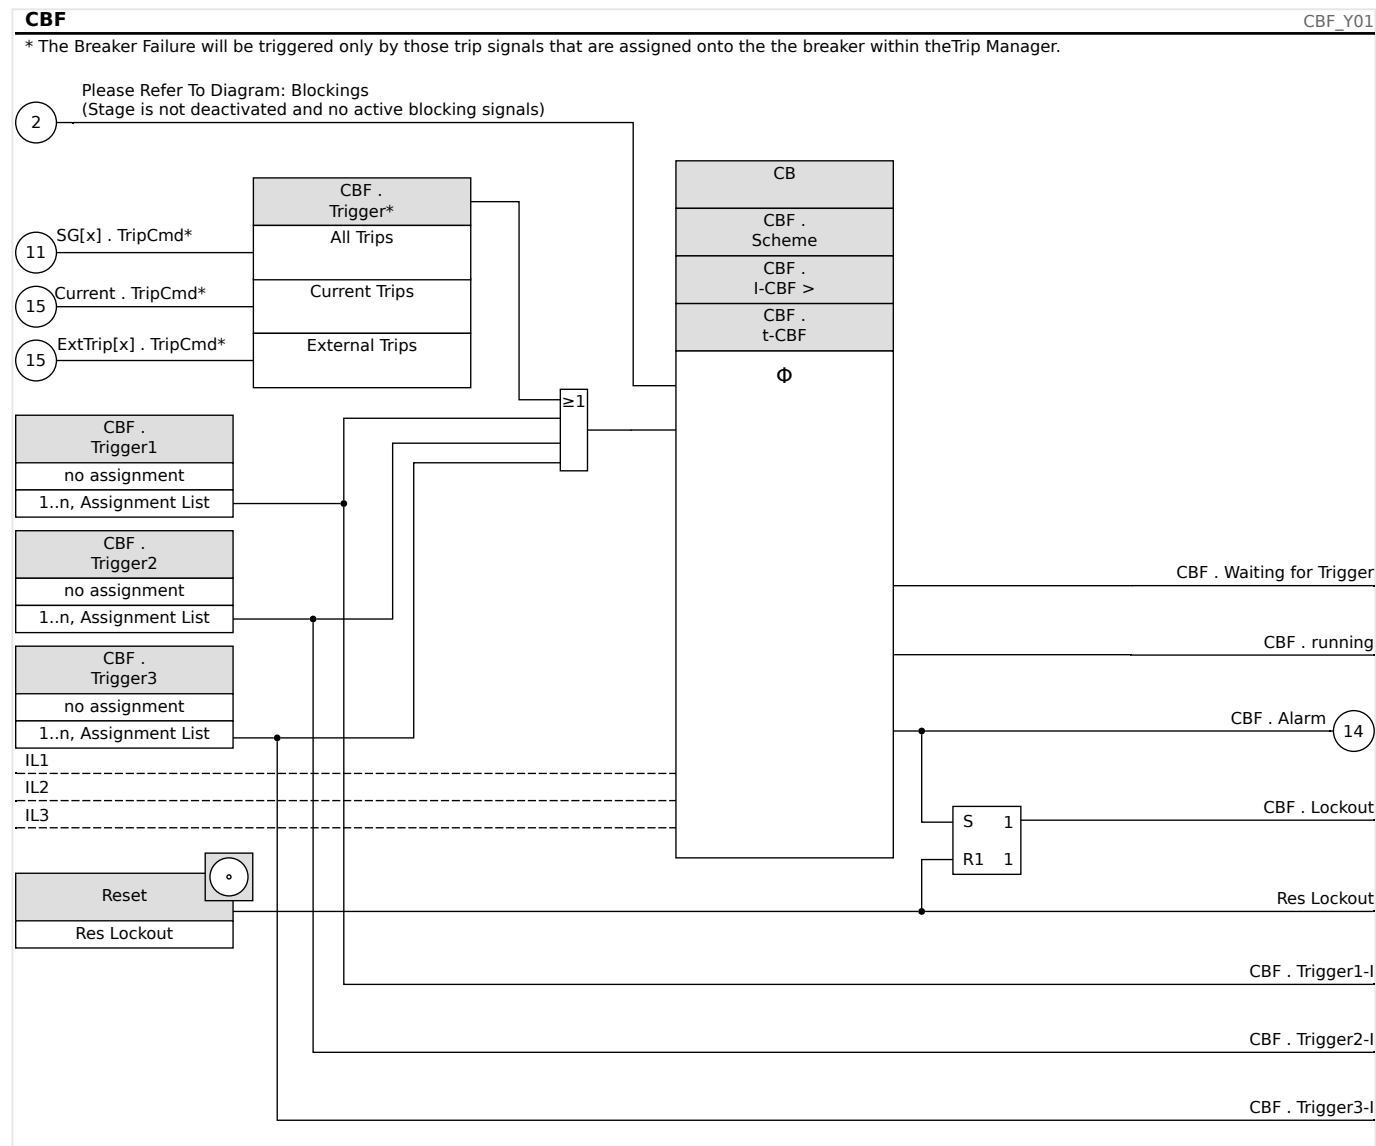 CBF
CBF_Y01
* The Breaker Failure will be triggered only by those trip signals that are assigned onto the the breaker within theTrip Manager.
Please Refer To Diagram: Blockings
(Stage is not deactivated and no active blocking signals)
2
CB
CBF .
Scheme
CBF .
I-CBF >
CBF .
t-CBF
Φ
CBF .
Trigger*
All Trips
Current Trips
External Trips
SG[x] . TripCmd*
11
Current . TripCmd*
15
ExtTrip[x] . TripCmd*
15
≥1
CBF .
Trigger1
no assignment
1..n, Assignment List
CBF .
Trigger2
no assignment
1..n, Assignment List
CBF .
Trigger3
no assignment
1..n, Assignment List
IL1
IL2
IL3
CBF . Waiting for Trigger
CBF . running
CBF . Alarm
14
S 1
R1 1
CBF . Lockout
Reset
Res Lockout
Res Lockout
CBF . Trigger1-I
CBF . Trigger2-I
CBF . Trigger3-I